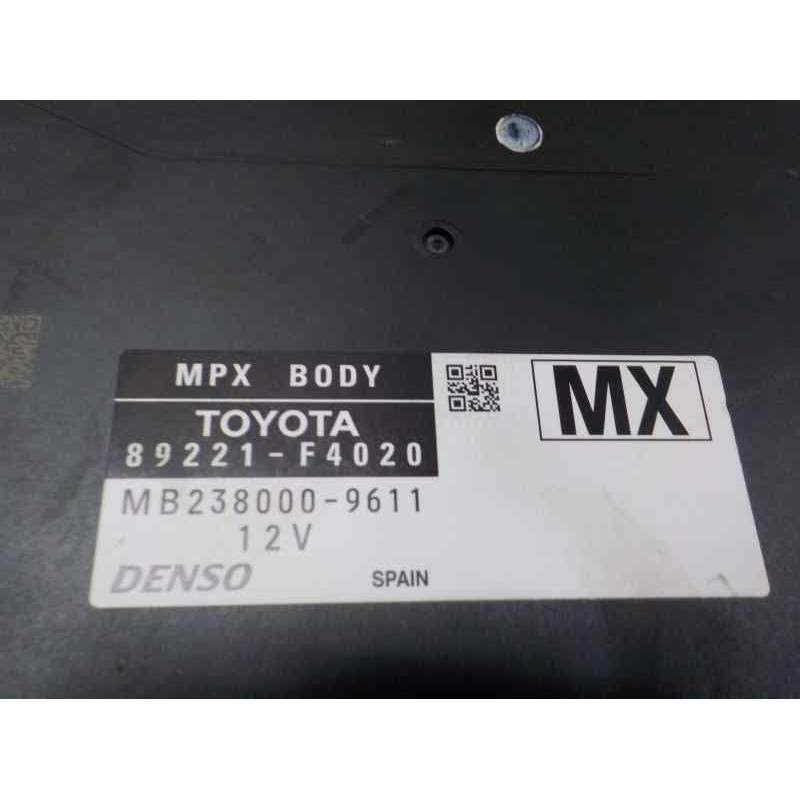 MPX BODY
TOYOTA
89221-F4020
MB238000-9611
12V
DENSO
SPAIN
MX